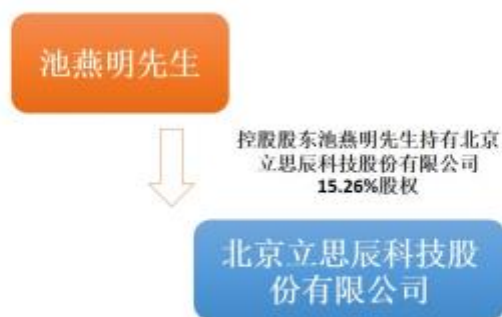 池燕明先生
控股股东池燕明先生持有北京
立思辰科技股份有限公司
15.26%股权
北京立思辰科技股
份有限公司